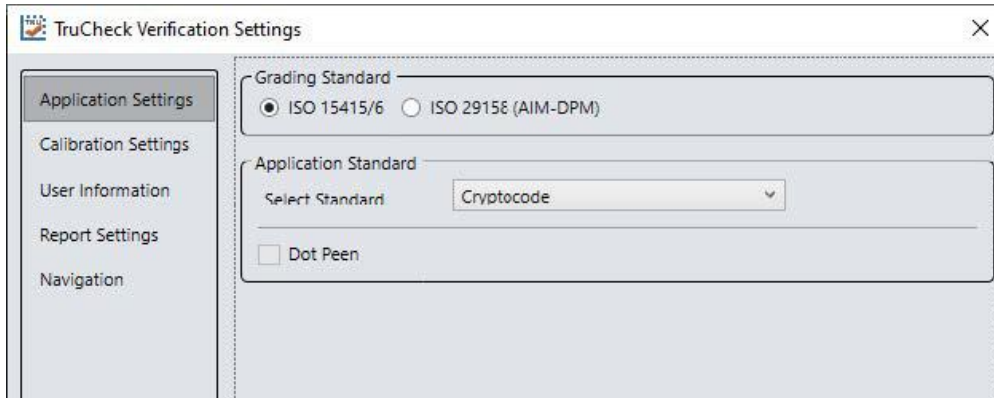 TruCheck Verification Settings
Application Settings
Calibration Settings
User Information
Report Settings
Navigation
Grading Standard
ISO 15415/6 ISO 29158 (AIM-DPM)
Application Standard
Select Standard Cryptocode
Dot Peen